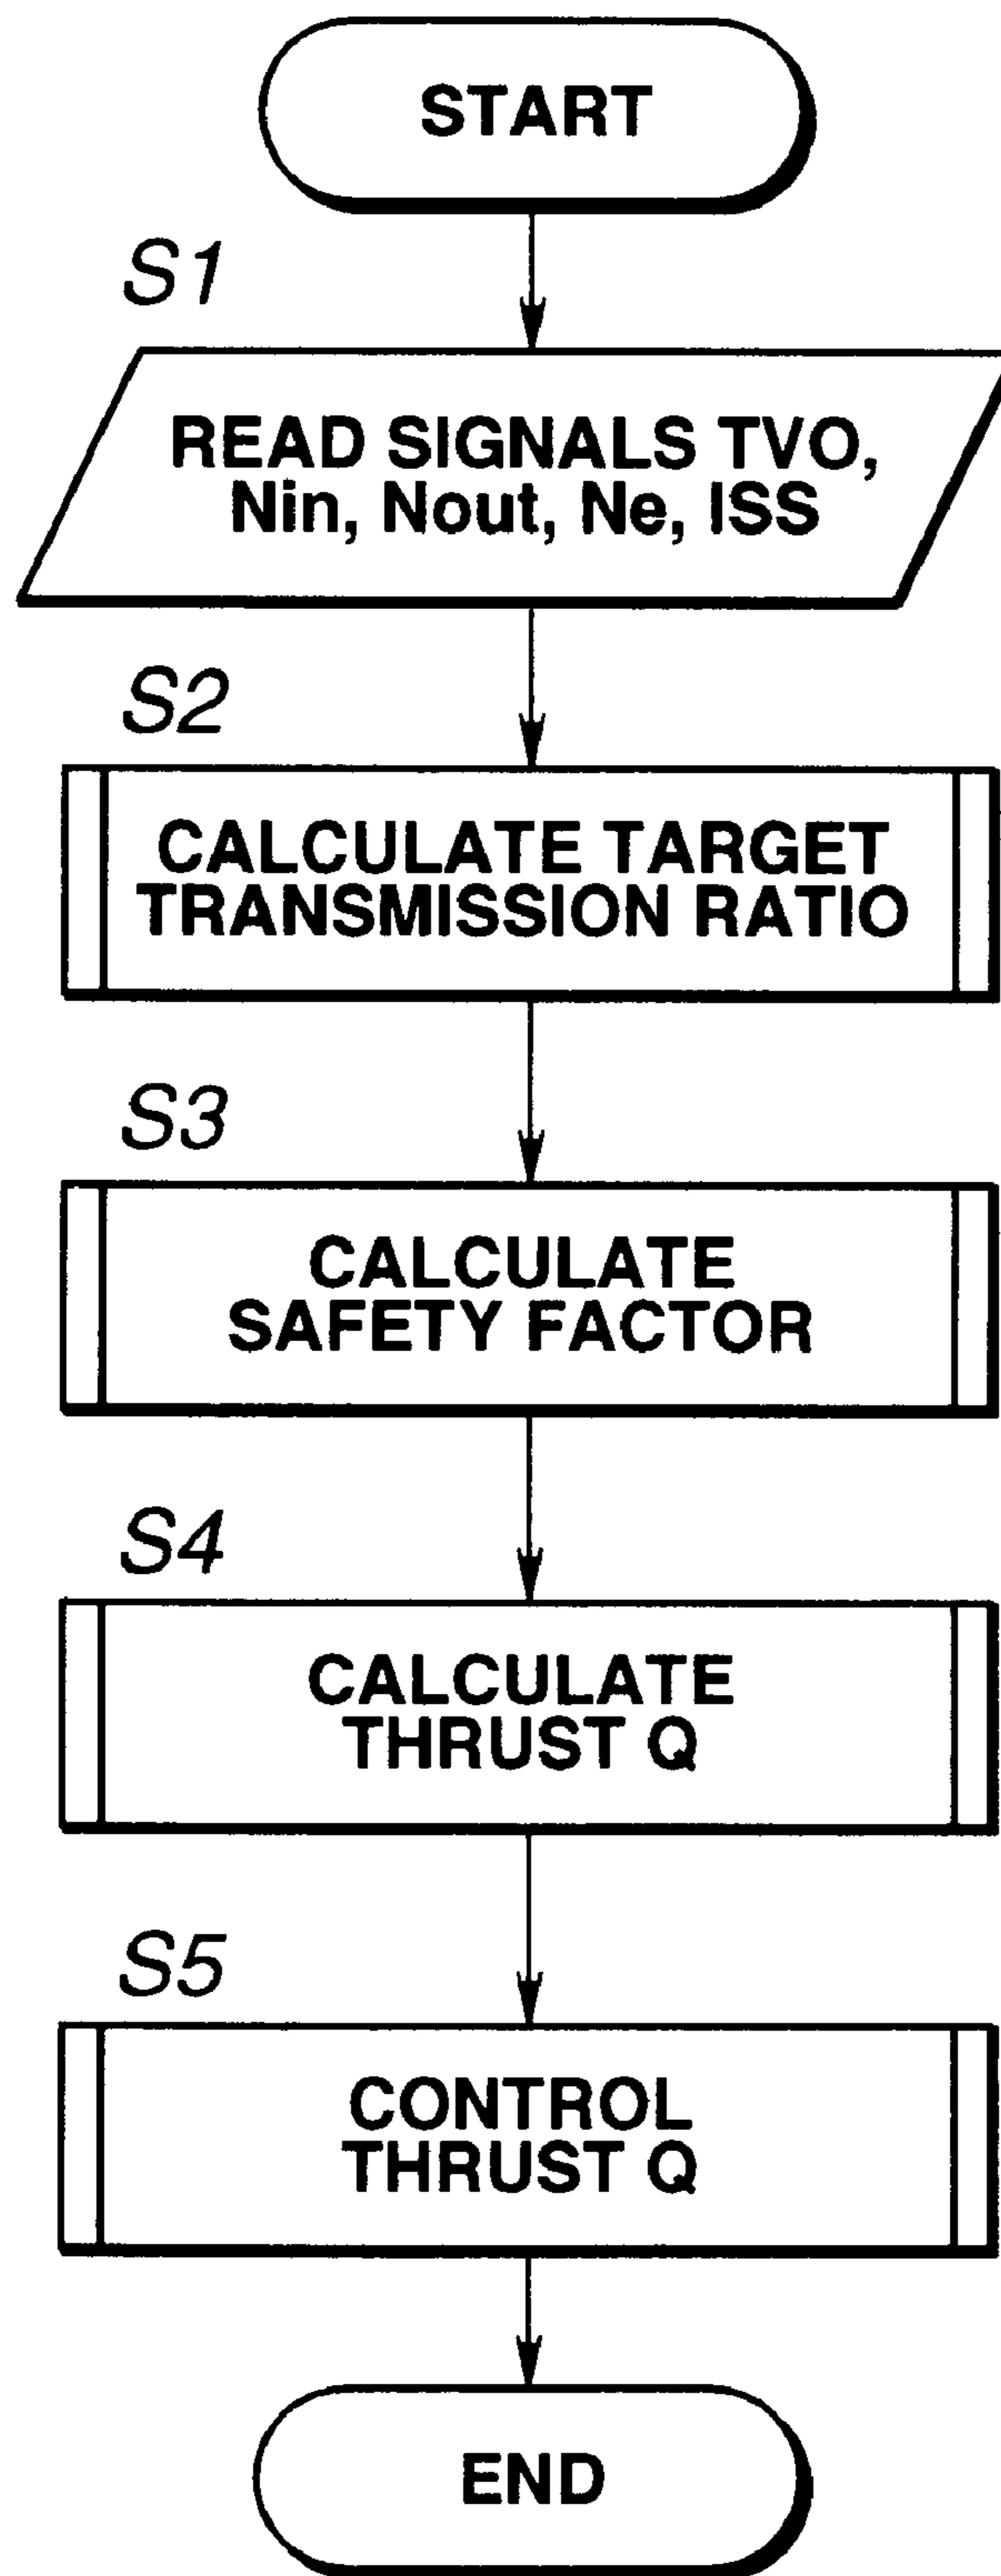 START
S1
READ SIGNALS TVO,
Nin, Nout, Ne, ISS
S2
CALCULATE TARGET
TRANSMISSION RATIO
S3
CALCULATE
SAFETY FACTOR
S4
CALCULATE
THRUST Q
S5
CONTROL
THRUST Q
END